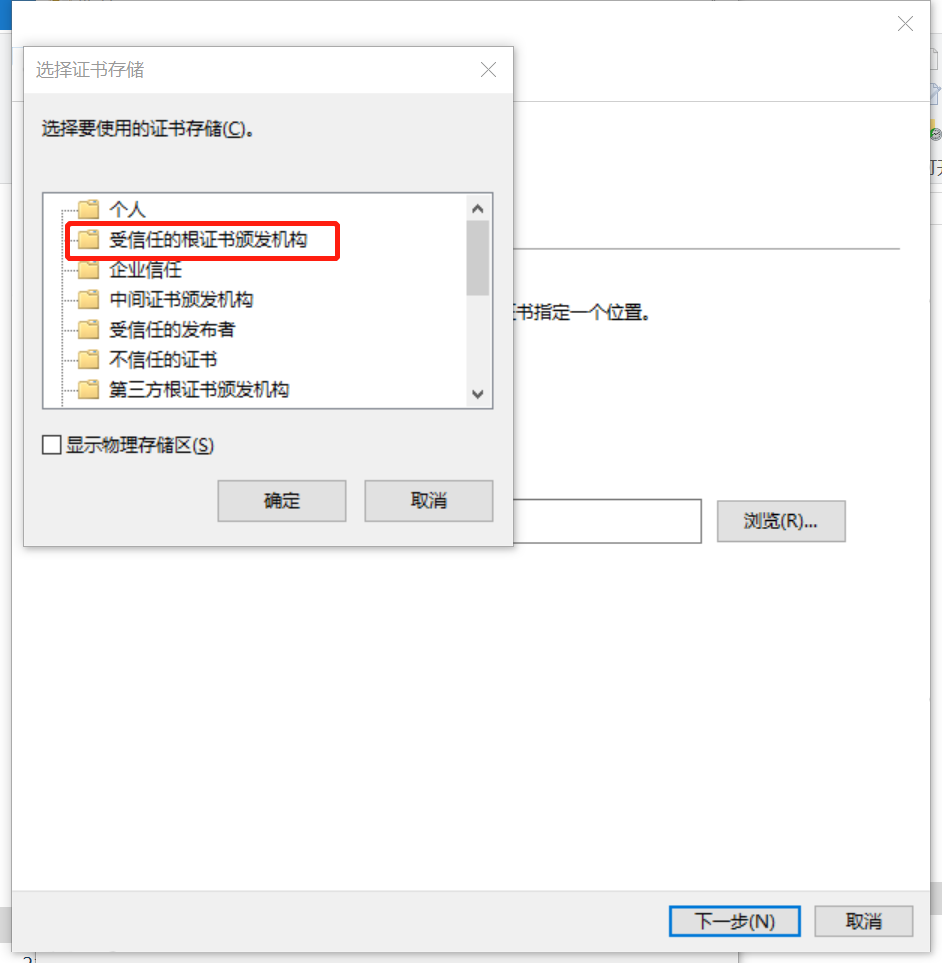 选择证书存储
选择要使用的证书存储(C)。
个人
受信任的根证书颁发机构
企业信任
中间证书颁发机构
受信任的发布者
不信任的证书
第三方根证书颁发机构
显示物理存储区(S)
确定
取消
书指定一个位置。
浏览(R)...
下一步(N)
取消